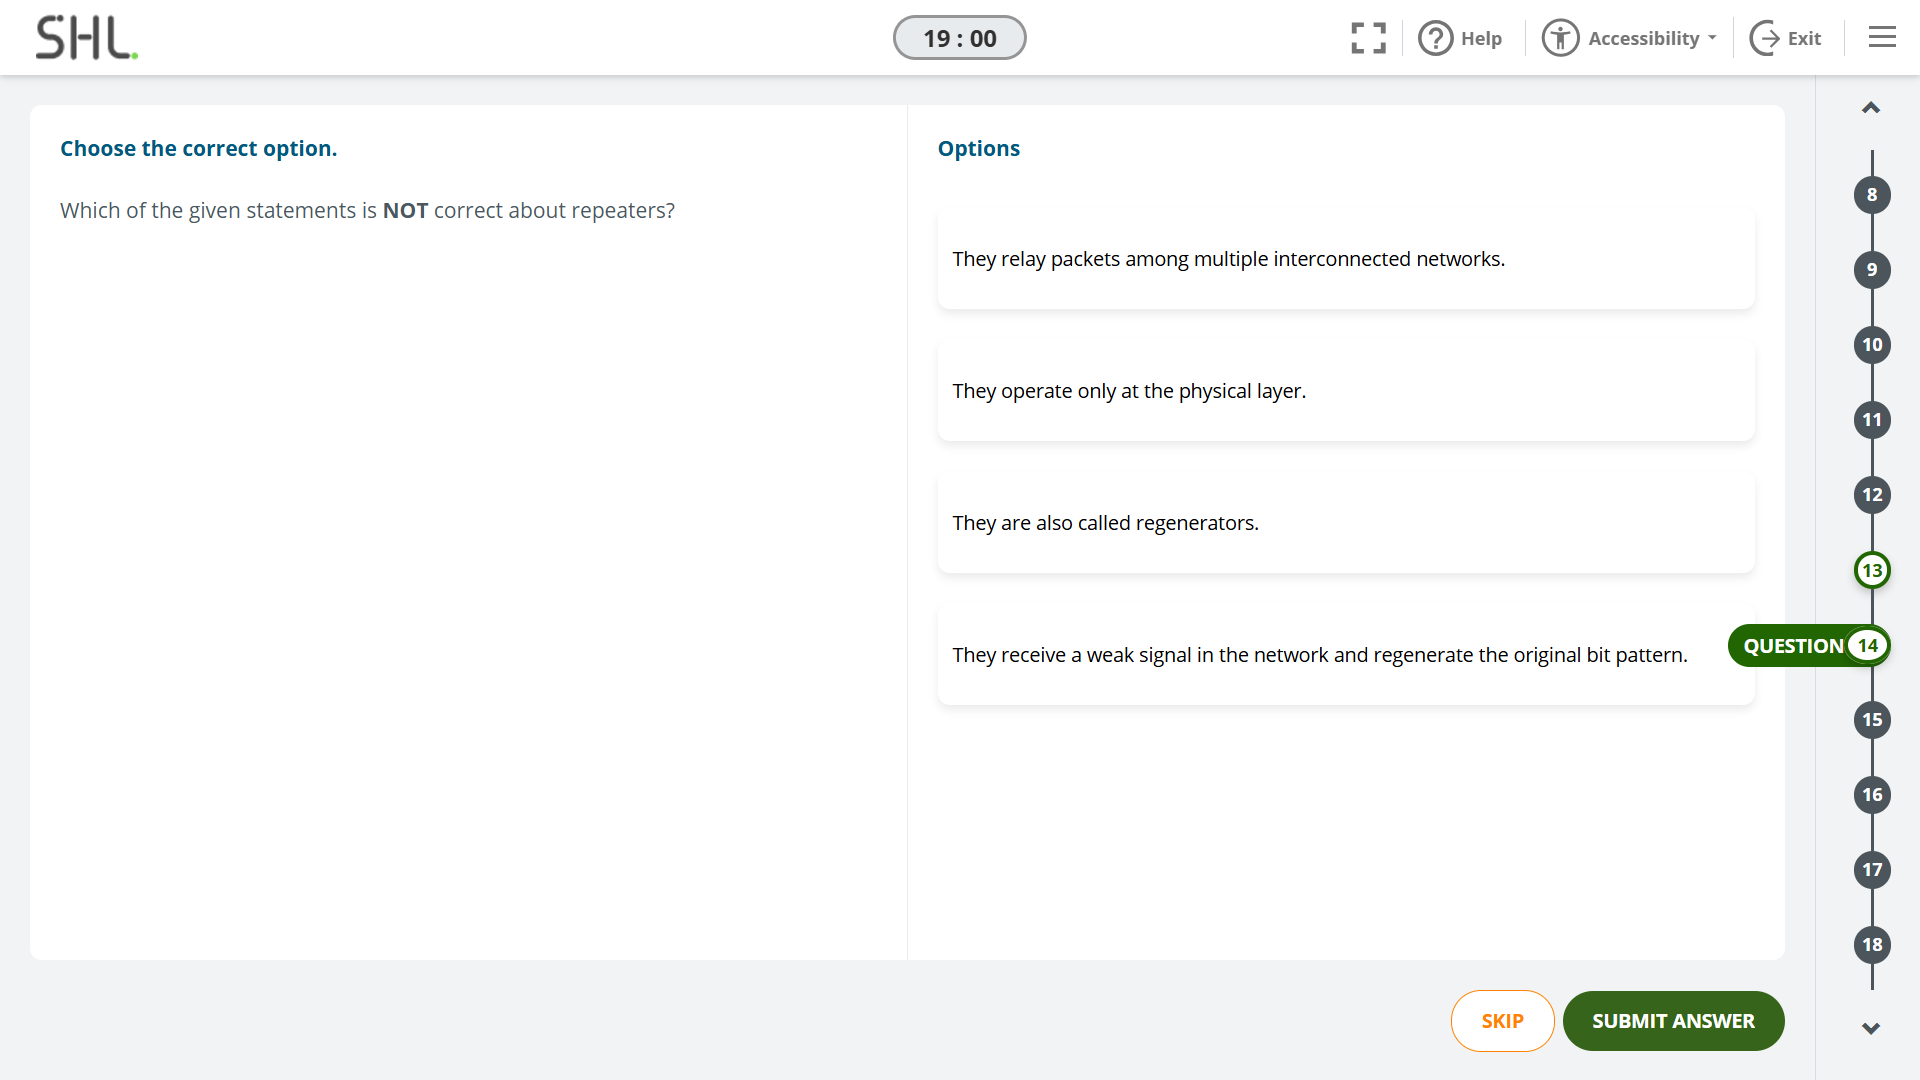 SHL.
19 : 00
Help
Accessibility
Exit
Choose the correct option.
Which of the given statements is NOT correct about repeaters?
Options
They relay packets among multiple interconnected networks.
They operate only at the physical layer.
They are also called regenerators.
They receive a weak signal in the network and regenerate the original bit pattern.
8
9
10
11
12
13
QUESTION 14
15
16
17
18
SKIP
SUBMIT ANSWER